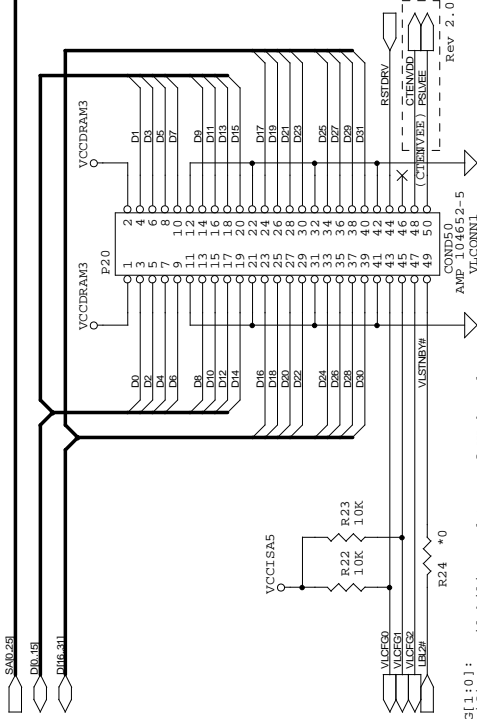 SA[0,25]
D[0..15]
D[16..31]
VLCFG0
VLCFG1
VLCFG2
LBL2#
VCCISA5
R22
10K
R23
10K
R24 *0
VLSTNBY#
VCCDRAM3
VCCDRAM3
D0
D2
D4
D6
D8
D10
D12
D14
D16
D18
D20
D22
D24
D26
D28
D30
P20
1 2
3 4
5 6
7 8
9 10
11 12
13 14
15 16
17 18
19 20
21 22
23 24
25 26
27 28
29 30
31 32
33 34
35 36
37 38
39 40
41 42
43 44
45 46
47 48
49 50
COND50
AMP 104652-5
VLCONN1
D1
D3
D5
D7
D9
D11
D13
D15
D17
D19
D21
D23
D25
D27
D29
D31
RSTDRV
CTENVDD
PSLVEE
(CTENVEE)
Rev 2.0
G[1:0]: